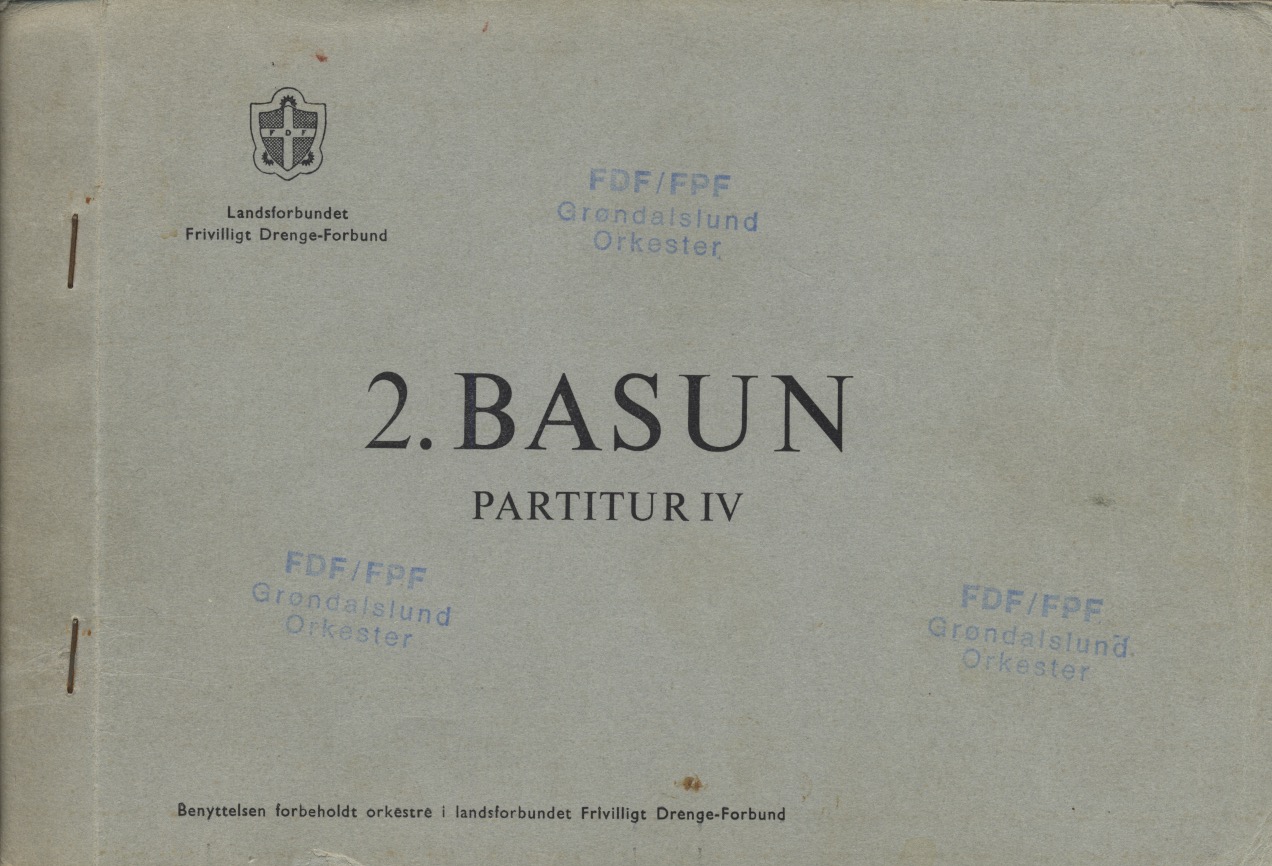 F D F
Landsforbundet
Frivilligt Drenge-Forbund
FDF/FPF
Grøndalslund
Orkester
2. BASUN
PARTITUR IV
FDF/FPF
Grøndalslund
Orkester
FDF/FPF
Grøndalslund
Orkester
Benyttelsen forbeholdt orkestre i landsforbundet Frivilligt Drenge-Forbund